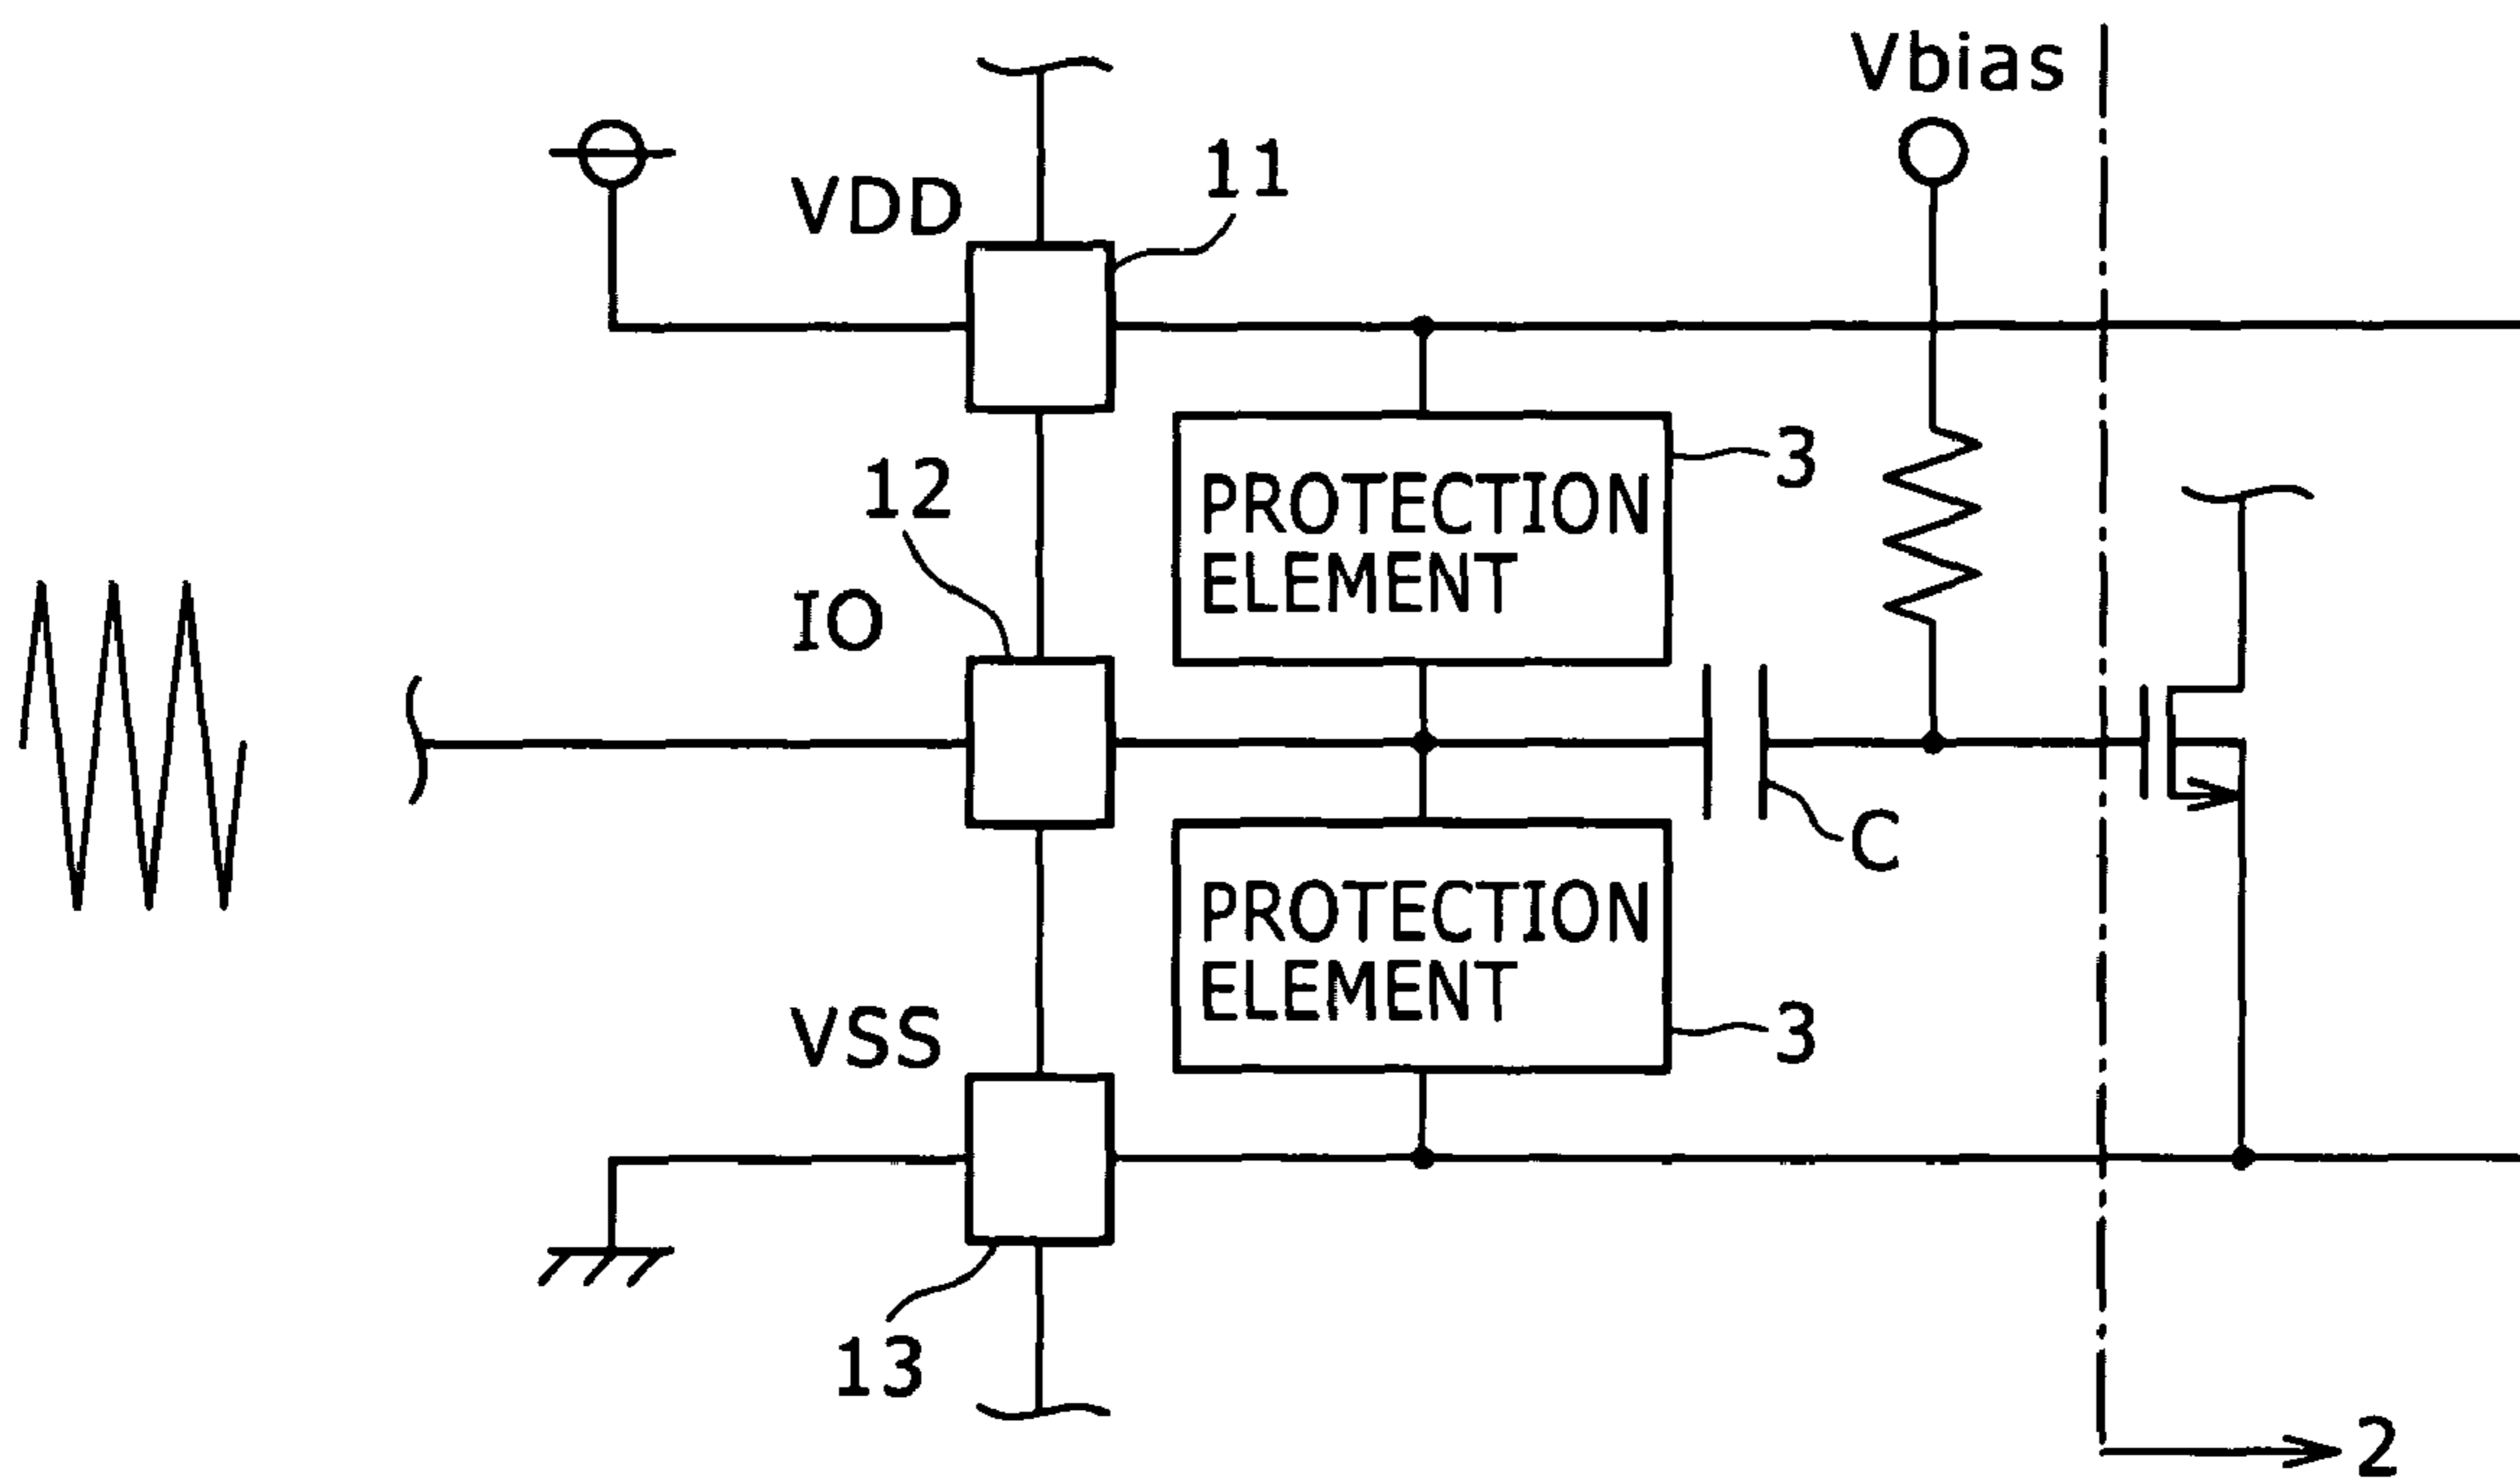 Vbias
11
VDD
3
PROTECTION
ELEMENT
12
IO
C
PROTECTION
ELEMENT
VSS
3
13
2